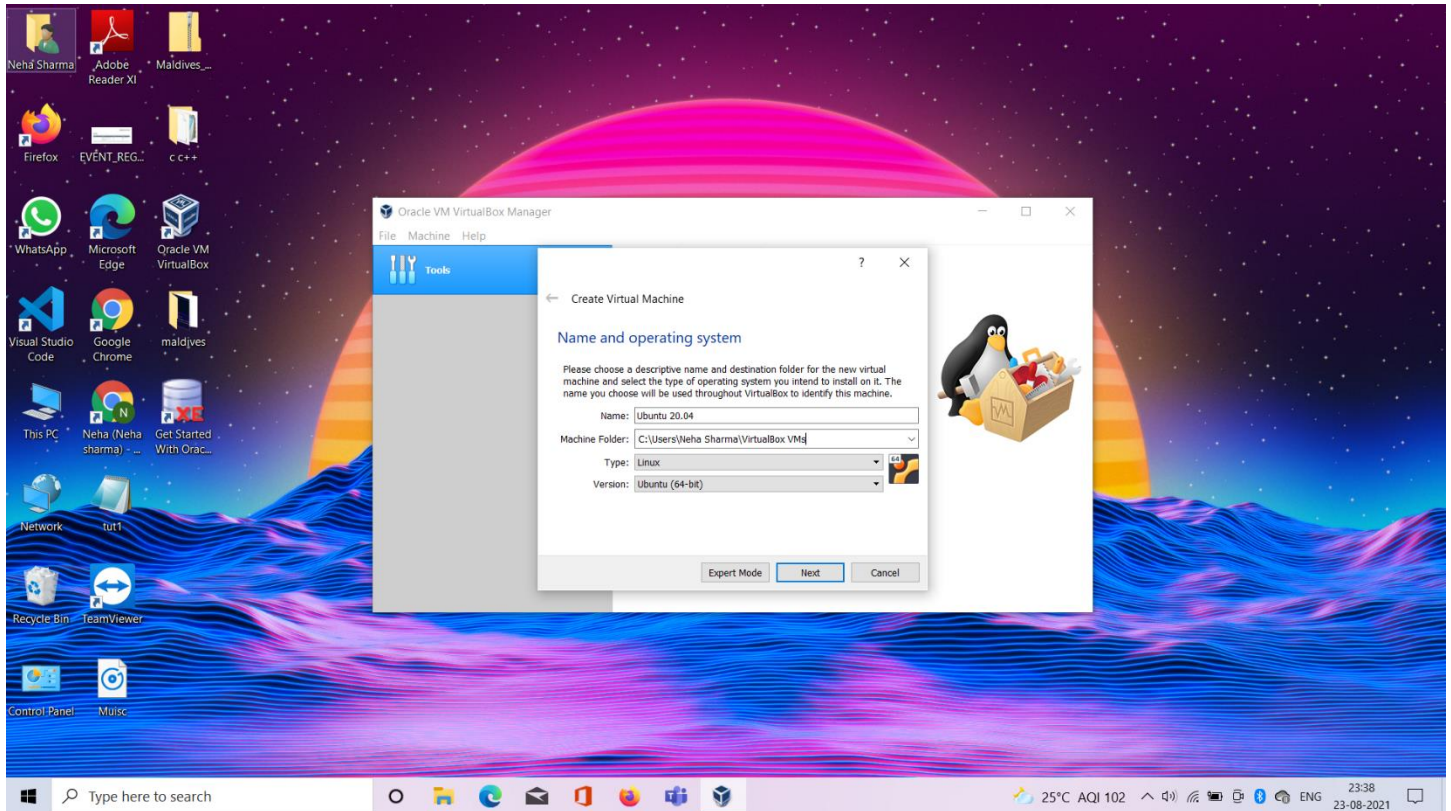 Neha Sharma
Adobe
Reader XI
Maldives_...
Firefox
EVENT_REG...
c c++
WhatsApp
Microsoft
Edge
Oracle VM
VirtualBox
Visual Studio
Code
Google
Chrome
maldives
This PC
N
Neha (Neha
sharma) - ...
XE
Get Started
With Orac...
Network
tut1
Recycle Bin
TeamViewer
Control Panel
Muisc
Oracle VM VirtualBox Manager
File Machine Help
Tools
? 
Create Virtual Machine
Name and operating system
Please choose a descriptive name and destination folder for the new virtual
machine and select the type of operating system you intend to install on it. The
name you choose will be used throughout VirtualBox to identify this machine.
Name: Ubuntu 20.04
Machine Folder: C:\Users\Neha Sharma\VirtualBox VMs
Type: Linux
64
Version: Ubuntu (64-bit)
Expert Mode Next Cancel
Type here to search
25°C AQI 102
ENG
23:38
23-08-2021